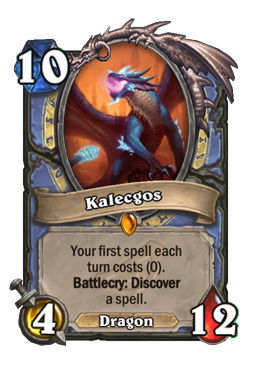 10
Kalecgos
Your first spell each
turn costs (0).
Battlecry: Discover
a spell.
4
Dragon
12